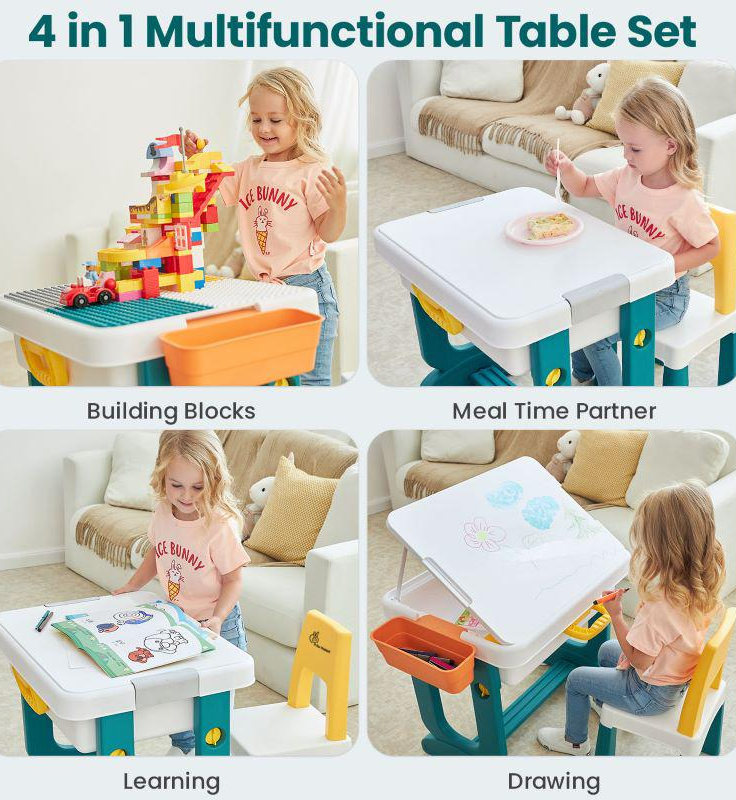 4 in 1 Multifunctional Table Set
ICE BUNNY
Building Blocks
ICE BUNNY
Meal Time Partner
ICE BUNNY
Learning
Drawing